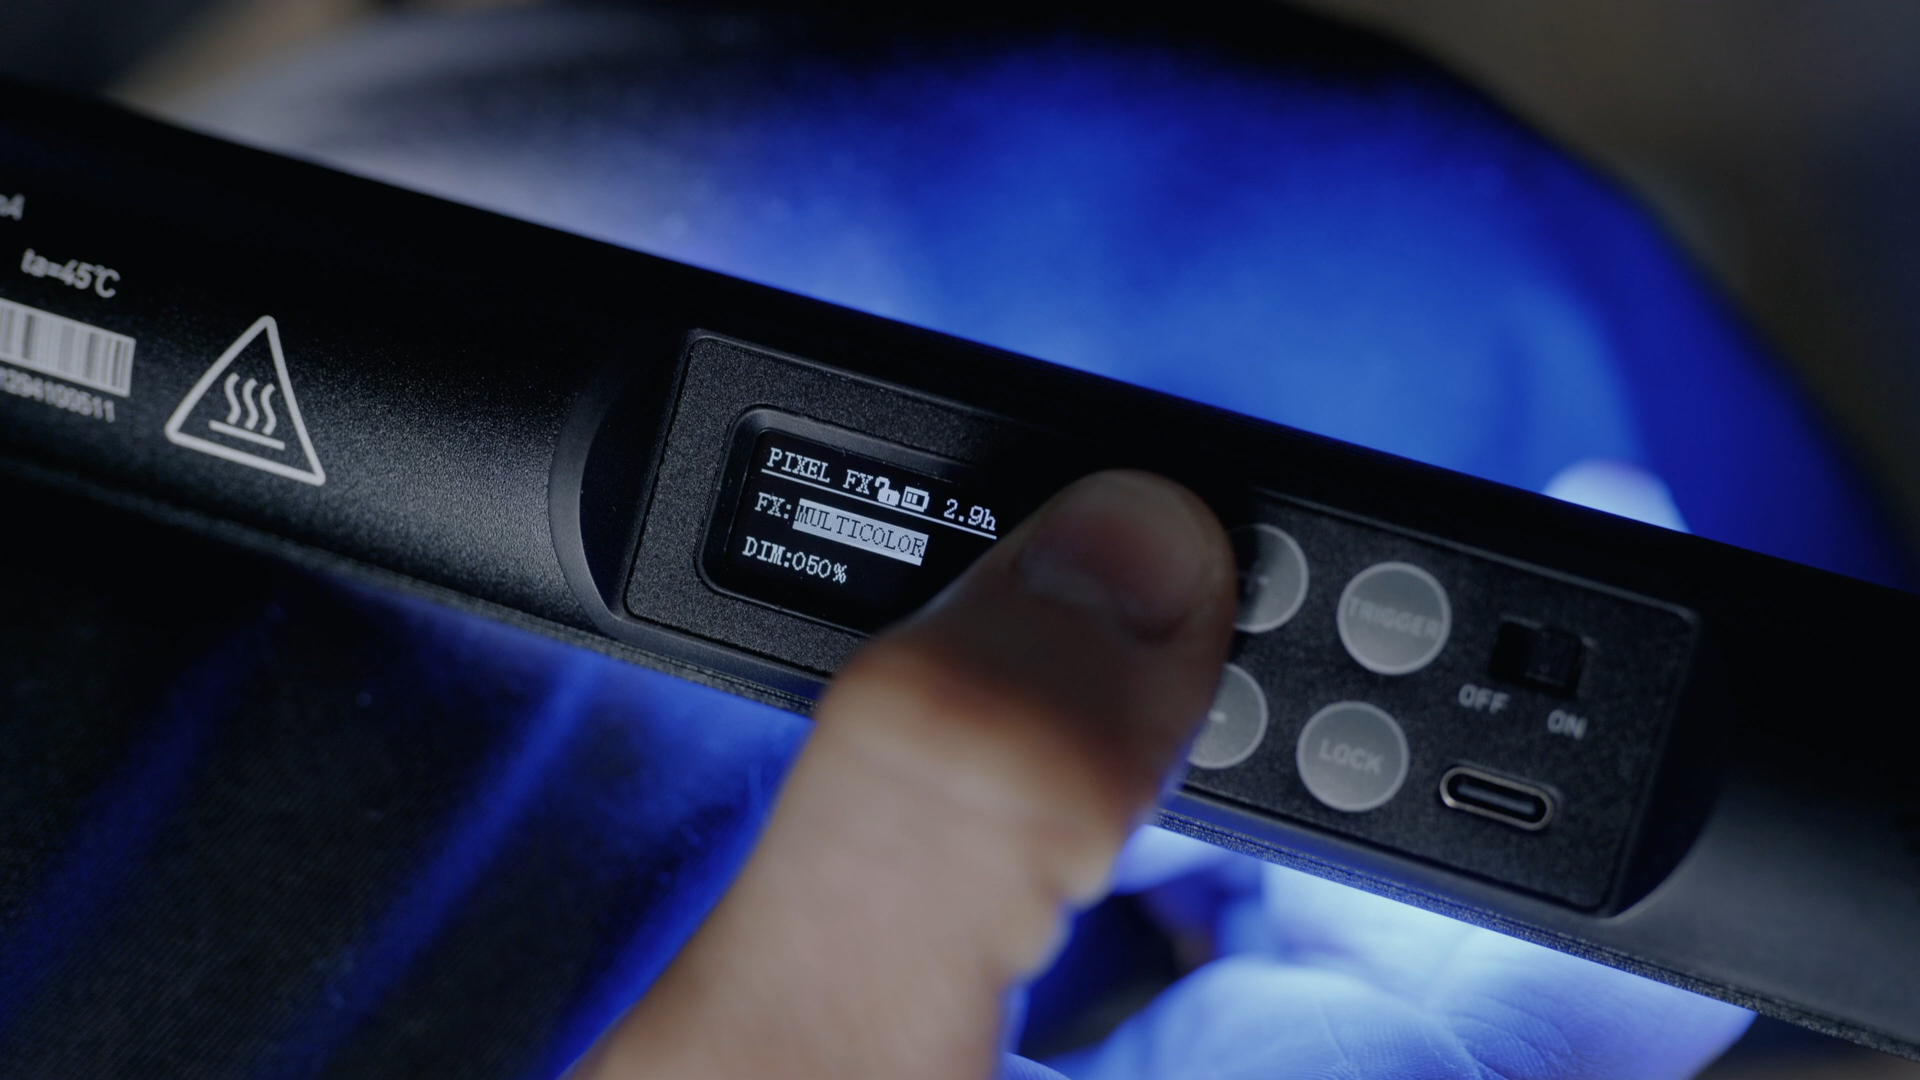 ta=45℃
PIXEL FX 2.9h
FX:MULTICOLOR
DIM:050%
TRIGGER
OFF
ON
LOCK